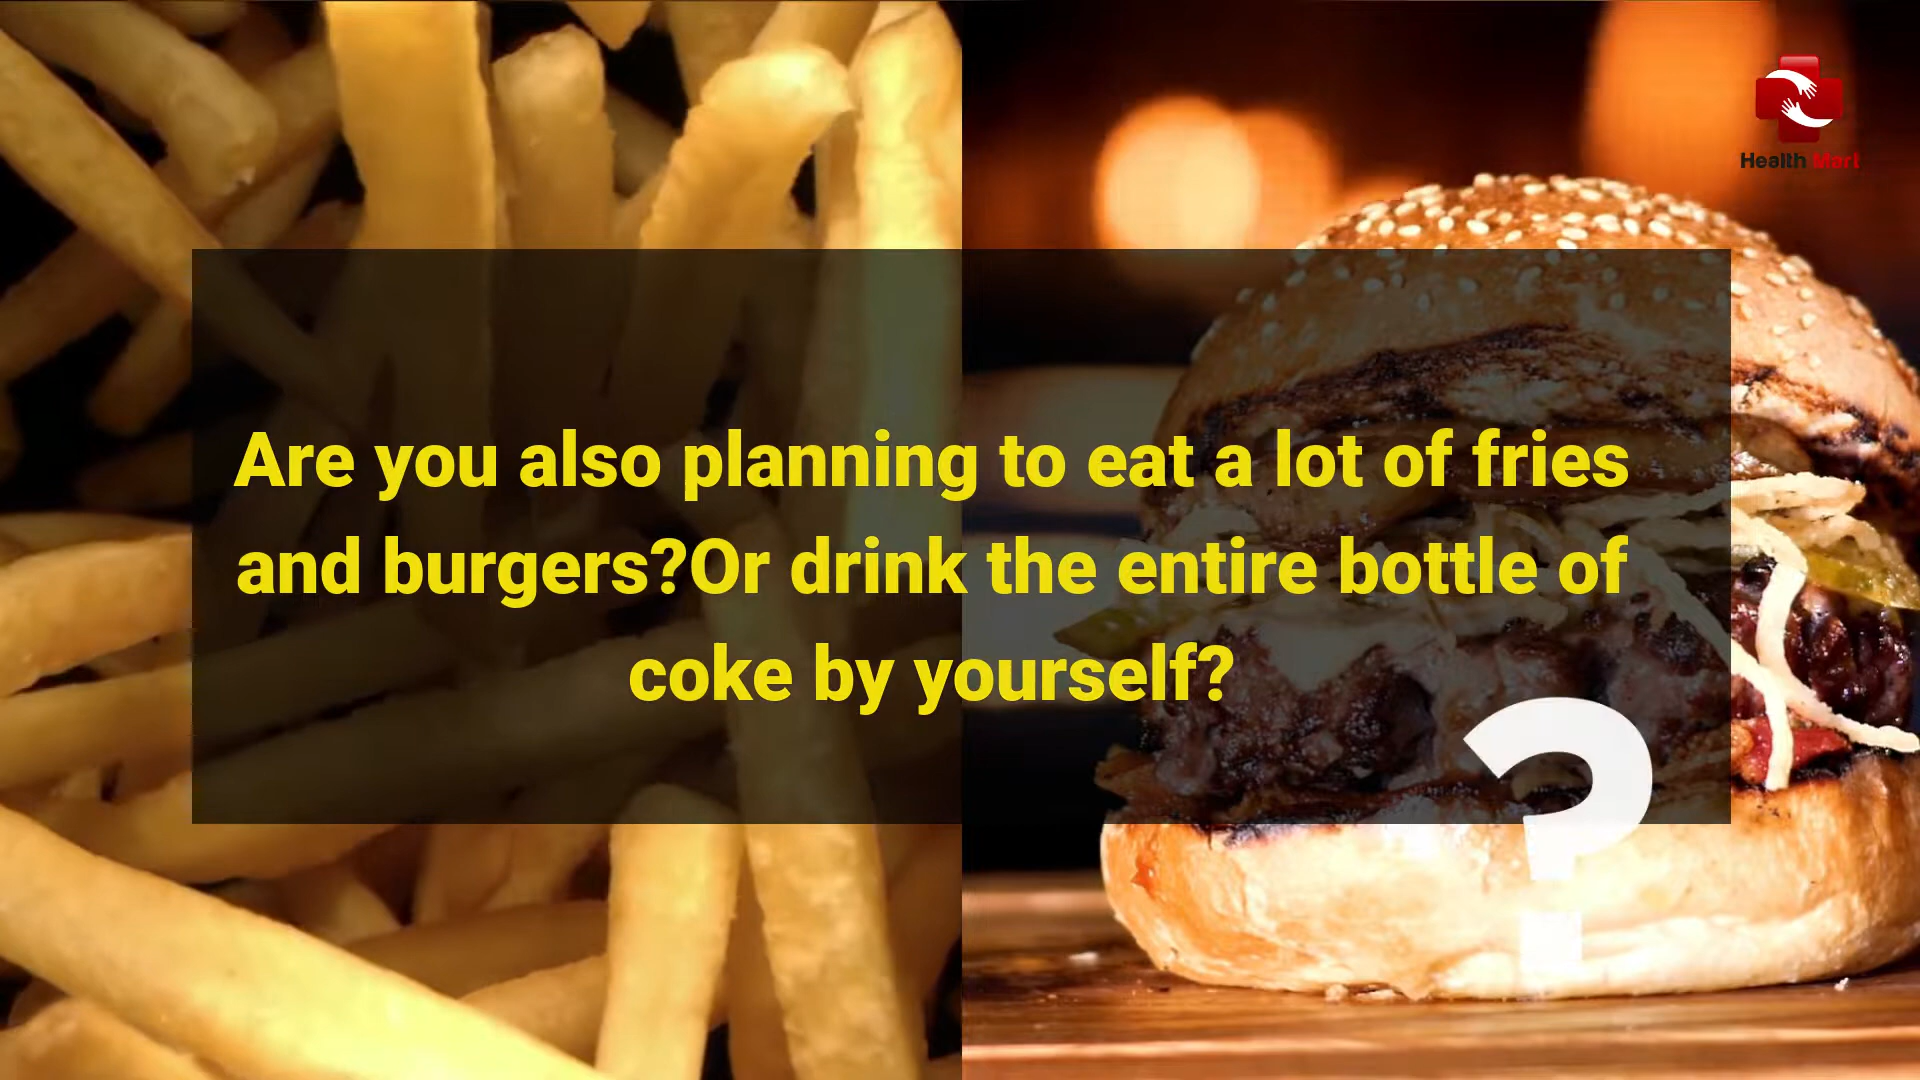 Health Mart
Are you also planning to eat a lot of fries
and burgers?Or drink the entire bottle of
coke by yourself?
?